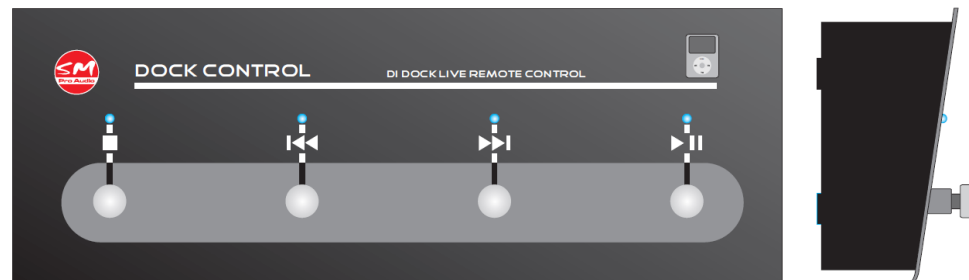 SM
Pro Audio
DOCK CONTROL
DI DOCK LIVE REMOTE CONTROL